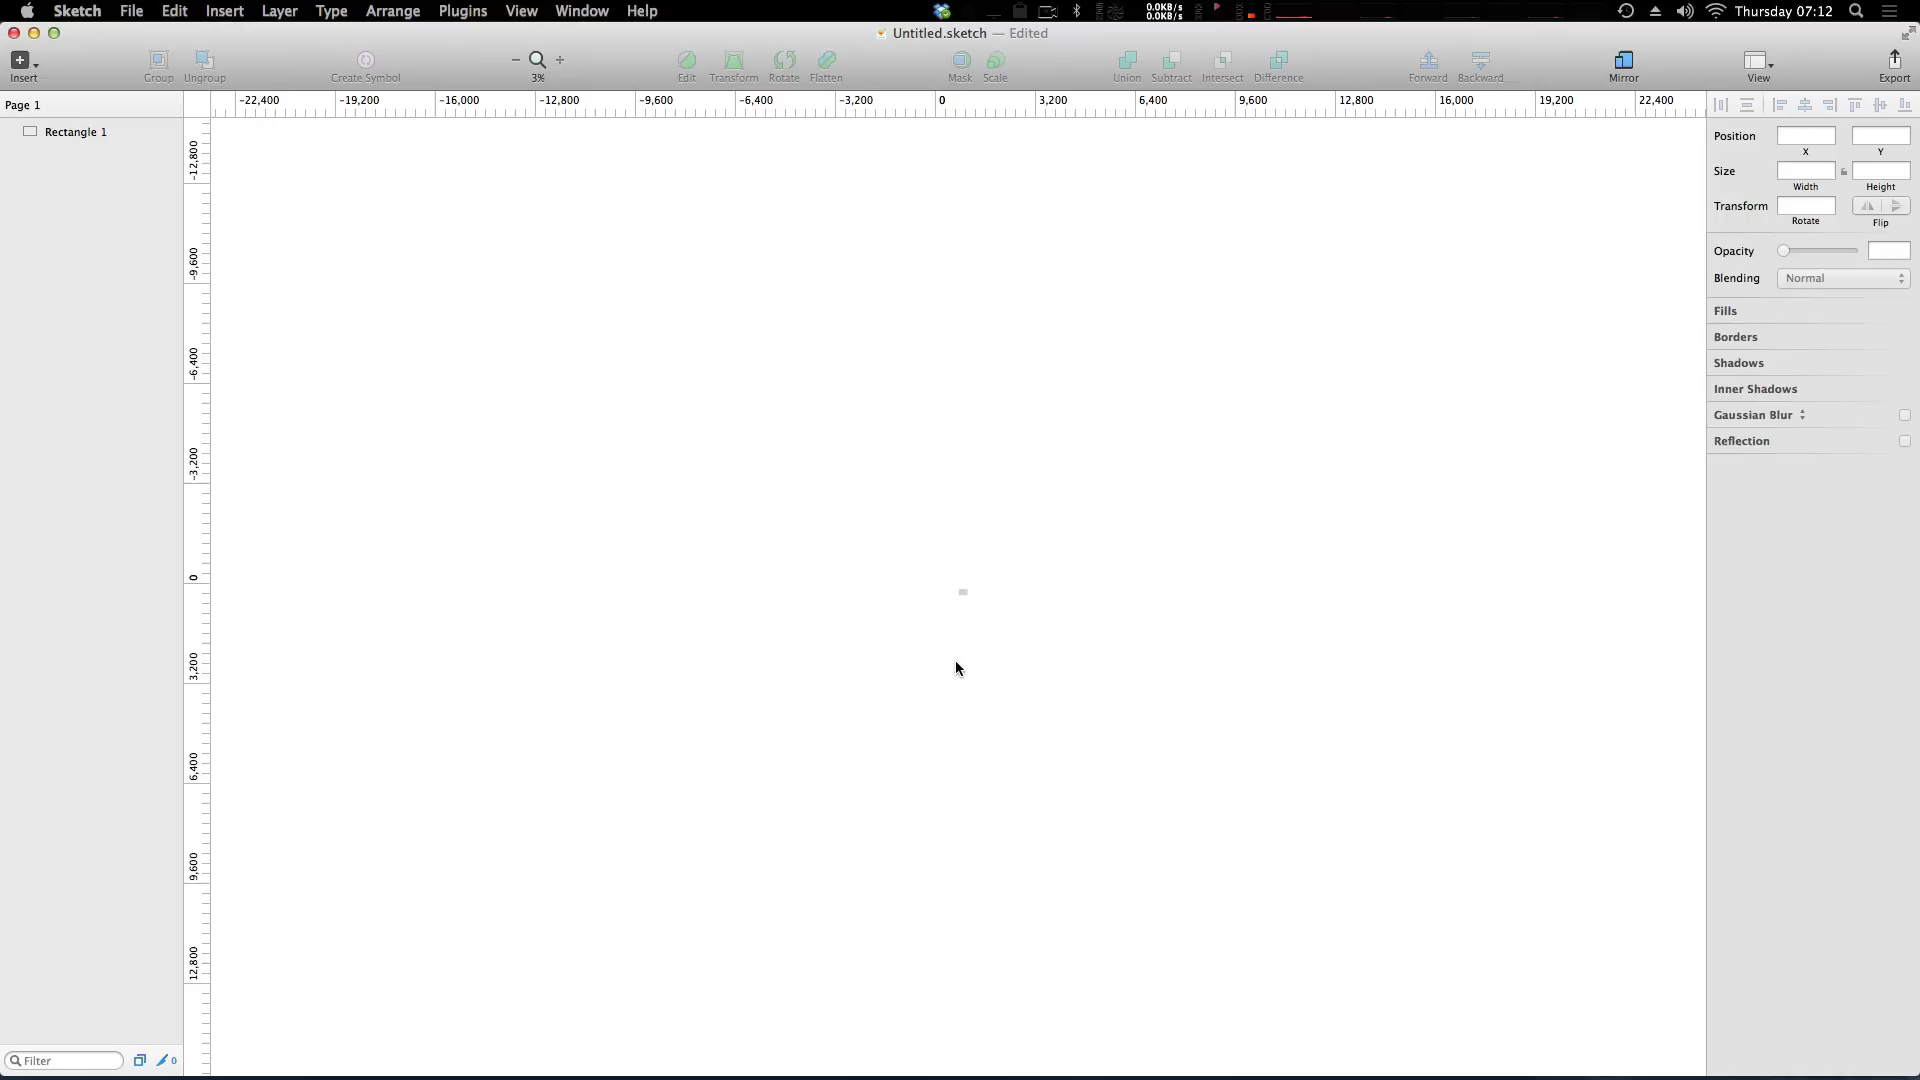 Sketch File Edit Insert Layer Type Arrange Plugins View Window Help
0.0KB/s
0.0KB/s
Thursday 07:12
Untitled.sketch — Edited
Insert Group Ungroup Create Symbol 3% Edit Transform Rotate Flatten Mask Scale Union Subtract Intersect Difference Forward Backward Mirror View Export
Page 1
-22,400 -19,200 -16,000 -12,800 -9,600 -6,400 -3,200 0 3,200 6,400 9,600 12,800 16,000 19,200 22,400
Rectangle 1
-12,800
-9,600
-6,400
-3,200
0
3,200
6,400
9,600
12,800
Position
X Y
Size
Width Height
Transform
Rotate Flip
Opacity
Blending Normal
Fills
Borders
Shadows
Inner Shadows
Gaussian Blur
Reflection
Filter 0